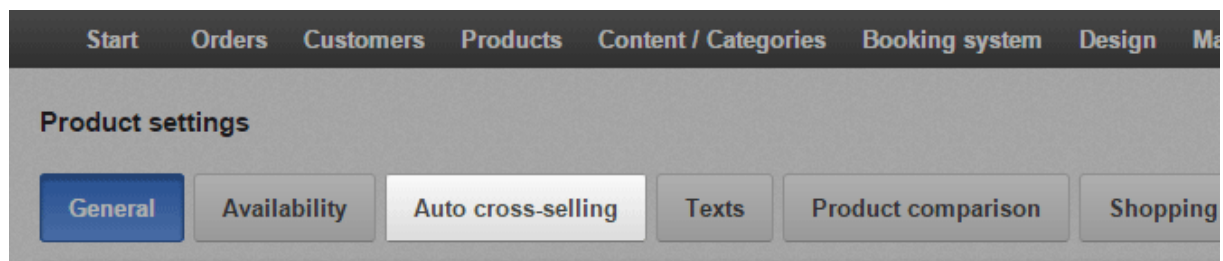 Start Orders Customers Products Content / Categories Booking system Design Ma
Product settings
General Availability Auto cross-selling Texts Product comparison Shopping